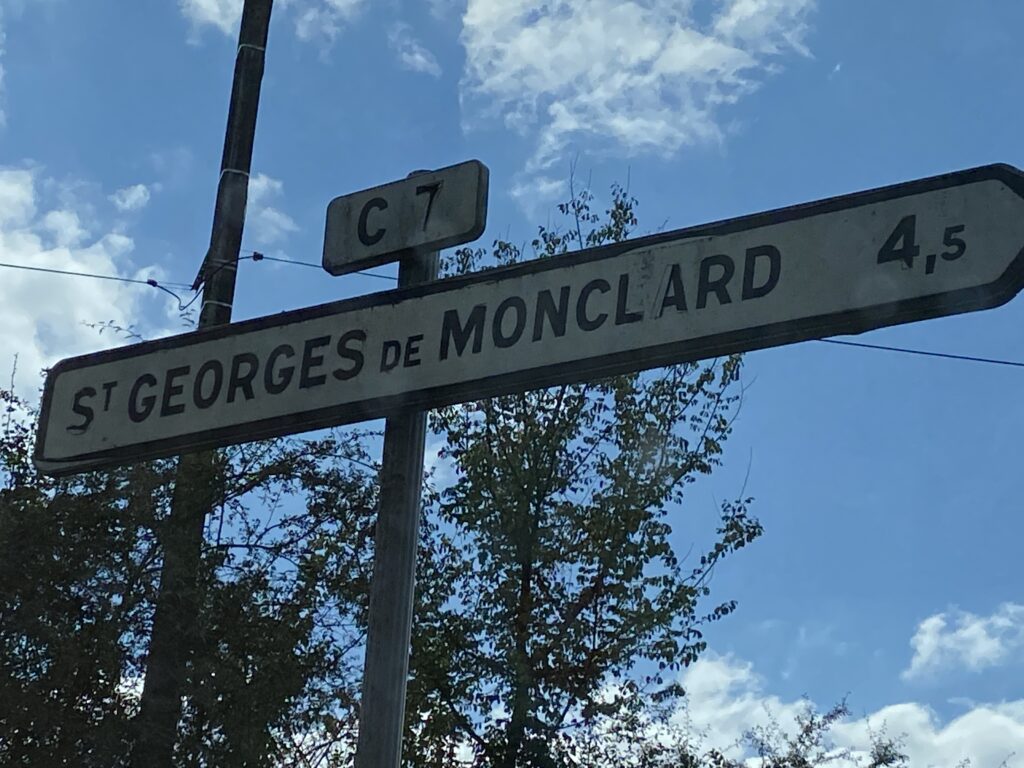 C 7
ST GEORGES DE MONCLARD 4,5